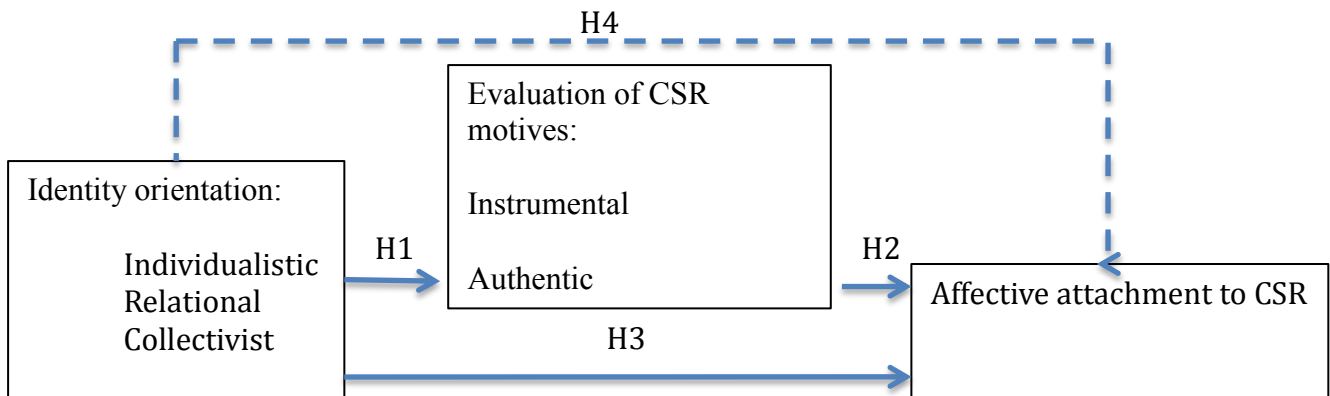 H4
Evaluation of CSR
motives:
Instrumental
Authentic
Identity orientation:
Individualistic
Relational
Collectivist
H1
H2
Affective attachment to CSR
H3